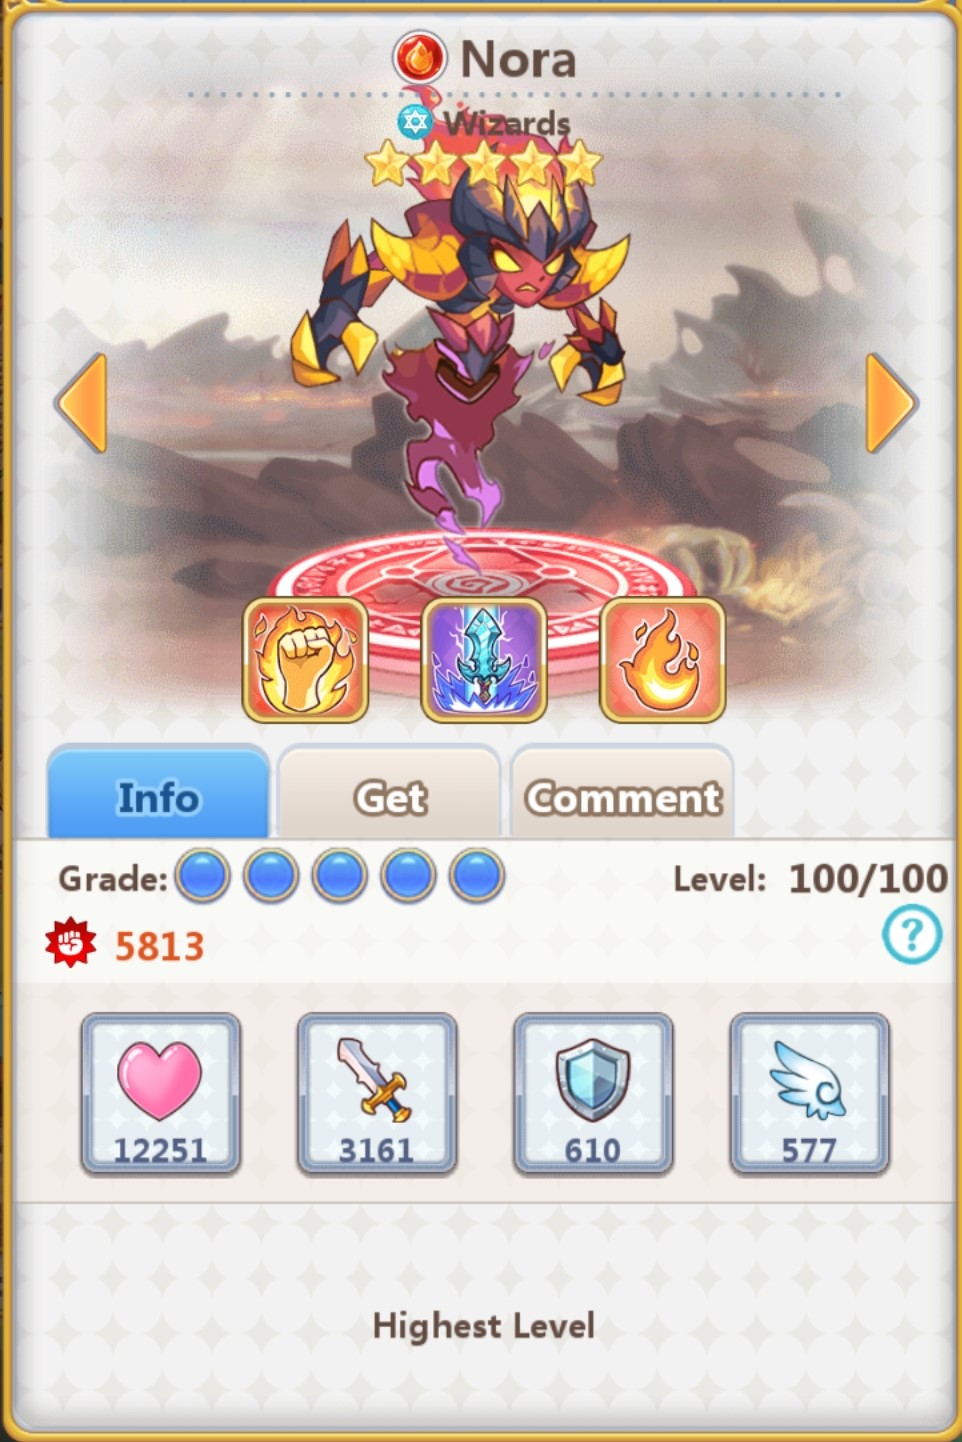 Nora
Wizards
Info
Get
Comment
Grade:
Level: 100/100
5813
?
12251
3161
610
577
Highest Level